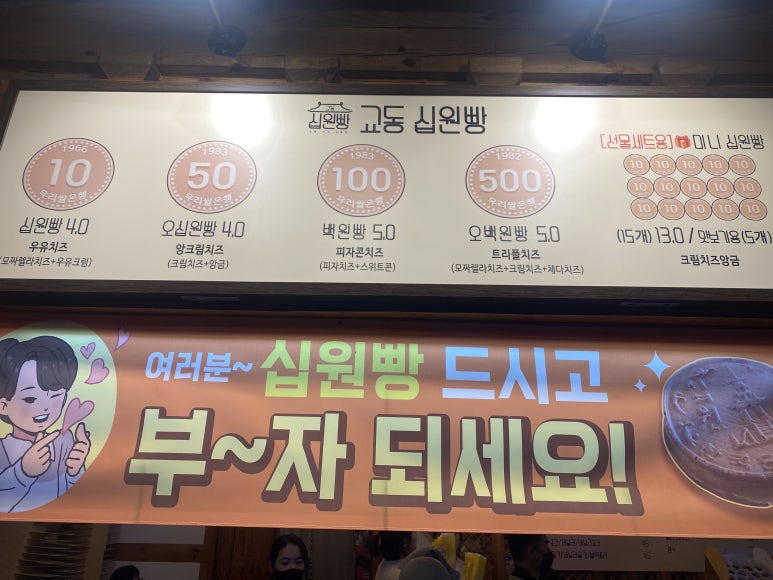 교동
십원빵 교동 십원빵
1966
10
우리쌀은행
십원빵 4.0
우유치즈
(모짜렐라치즈+우유크림)
1983
50
우리쌀은행
오십원빵 4.0
앙크림치즈
(크림치즈+앙금)
1983
100
우리쌀은행
백원빵 5.0
피자콘치즈
(피자치즈+스위트콘)
1982
500
우리쌀은행
오백원빵 5.0
트리플치즈
(모짜렐라치즈+크림치즈+체다치즈)
[선물세트용] 미니 십원빵
10 10 10 10 10
10 10 10 10 10
10 10 10 10 10
(15개) 13.0 / 맛보기용(5개)
크림치즈앙금
여러분~ 십원빵 드시고
부~자 되세요!